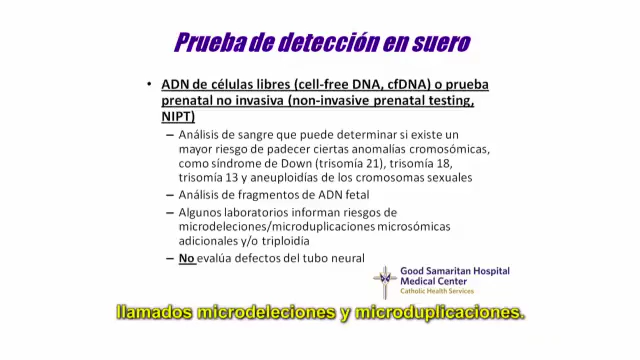 Prueba de detección en suero
• ADN de células libres (cell-free DNA, cfDNA) o prueba
prenatal no invasiva (non-invasive prenatal testing,
NIPT)
– Análisis de sangre que puede determinar si existe un
mayor riesgo de padecer ciertas anomalías cromosómicas,
como síndrome de Down (trisomía 21), trisomía 18,
trisomía 13 y aneuploidías de los cromosomas sexuales
– Análisis de fragmentos de ADN fetal
– Algunos laboratorios informan riesgos de
microdeleciones/microduplicaciones microsómicas
adicionales y/o triploidia
– No evalúa defectos del tubo neural
Good Samaritan Hospital
Medical Center
Catholic Health Services
llamados microdeleciones y microduplicaciones.